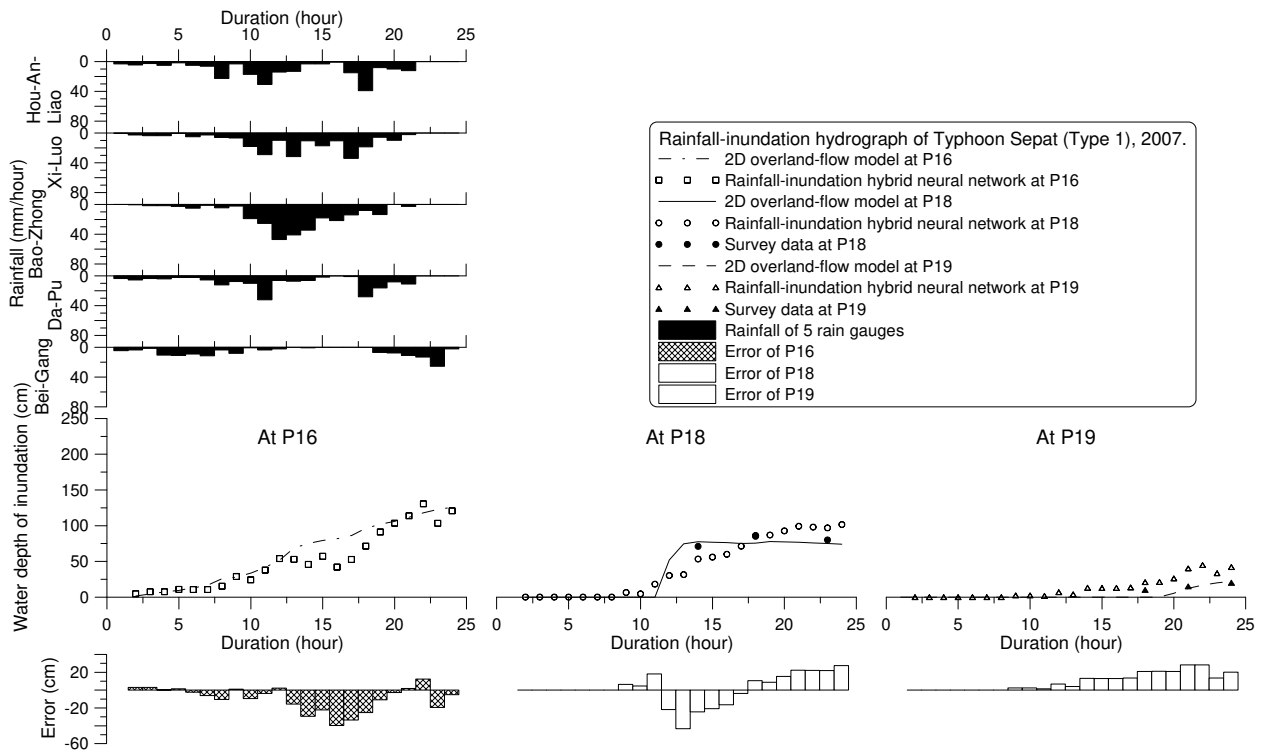 Duration (hour)
0 5 10 15 20 25
0
40
80
Hou-An-
Liao
0
40
80
Xi-Luo
0
40
80
Bao-Zhong
0
40
80
Da-Pu
0
40
80
Bei-Gang
Rainfall (mm/hour)
Rainfall-inundation hydrograph of Typhoon Sepat (Type 1), 2007.
2D overland-flow model at P16
Rainfall-inundation hybrid neural network at P16
2D overland-flow model at P18
Rainfall-inundation hybrid neural network at P18
Survey data at P18
2D overland-flow model at P19
Rainfall-inundation hybrid neural network at P19
Survey data at P19
Rainfall of 5 rain gauges
Error of P16
Error of P18
Error of P19
Water depth of inundation (cm)
250
200
150
100
50
0
At P16
At P18
At P19
0 5 10 15 20 25
Duration (hour)
0 5 10 15 20 25
Duration (hour)
0 5 10 15 20 25
Duration (hour)
Error (cm)
20
-20
-60